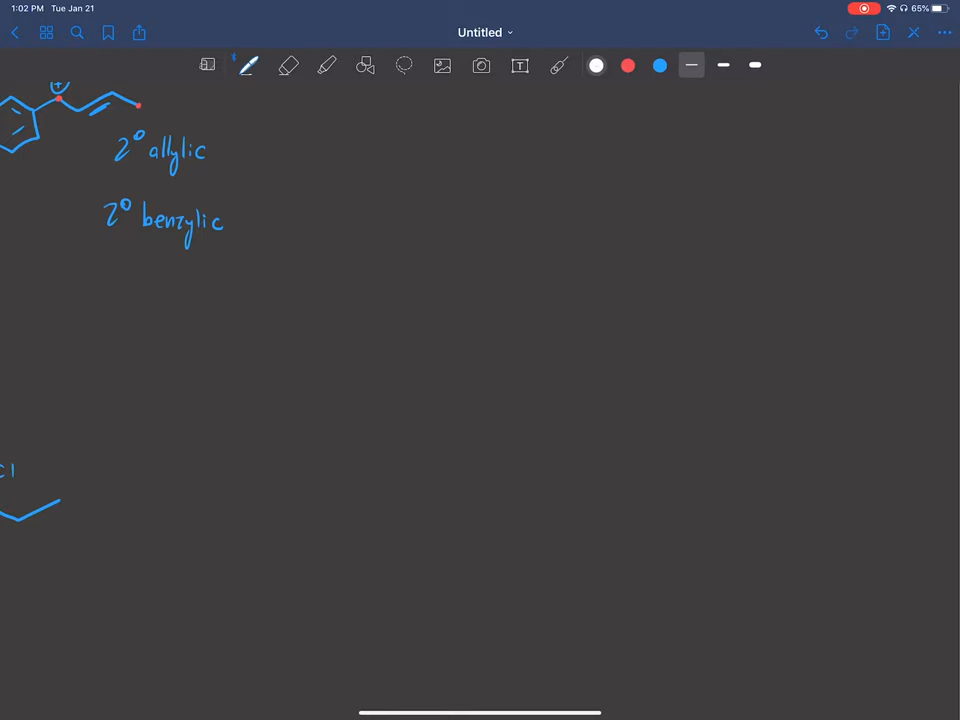 1:02 PM Tue Jan 21
65%
Untitled
T
+
2° allylic
2° benzylic
Cl